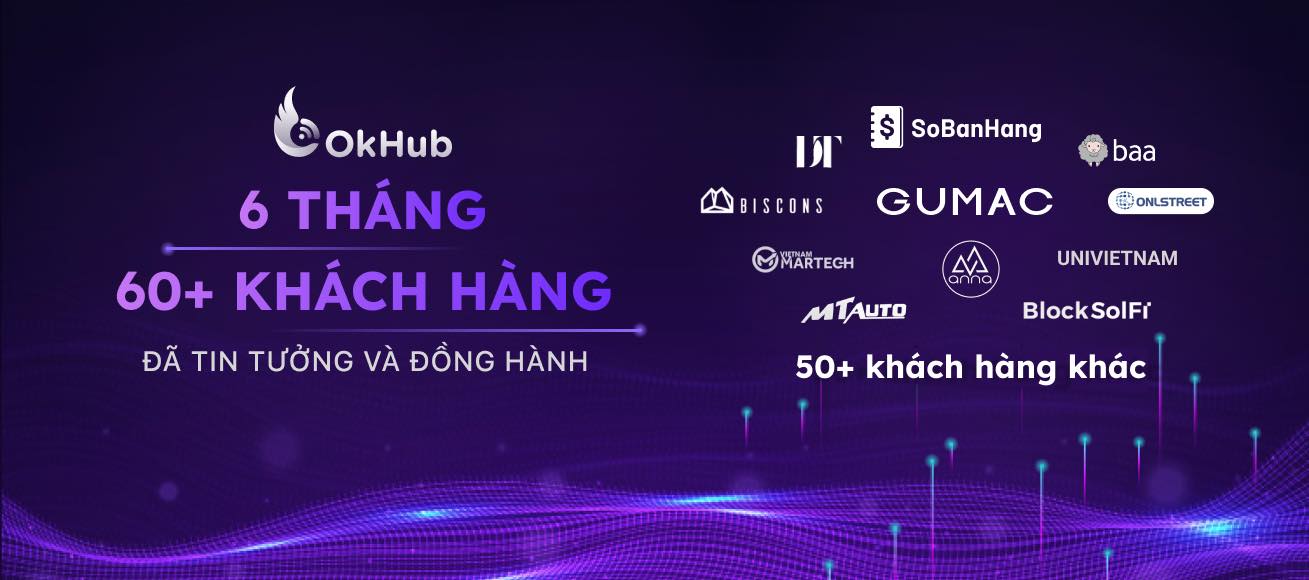 OkHub
6 THÁNG
60+ KHÁCH HÀNG
ĐÃ TIN TƯỞNG VÀ ĐỒNG HÀNH
SoBanHang
baa
BISCONS
GUMAC
ONLSTREET
VIETNAM
MARTECH
anna
UNIVIETNAM
MTAUTO
BlockSolFi
50+ khách hàng khác